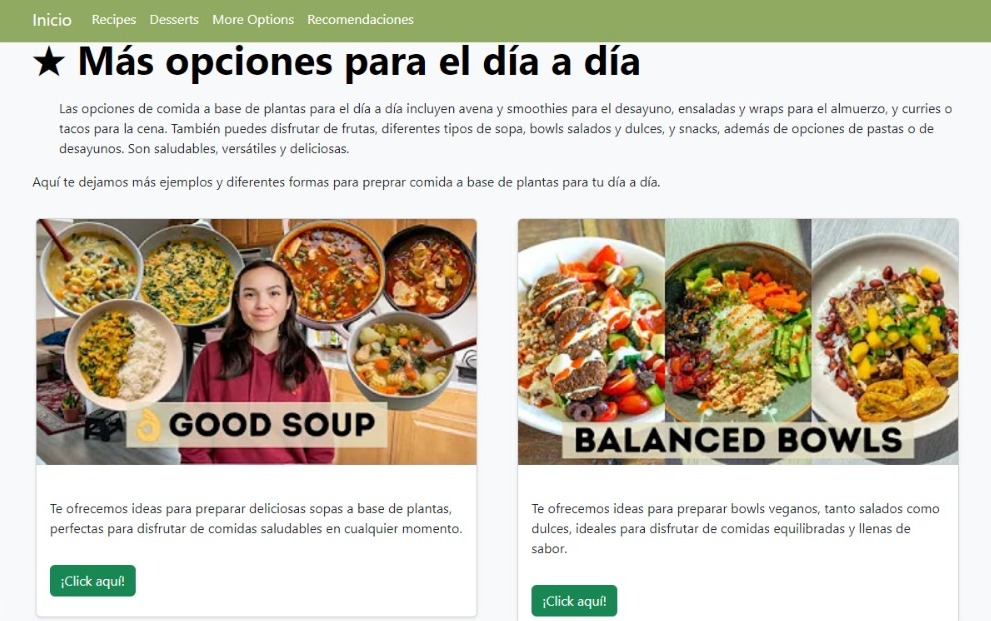 Inicio Recipes Desserts More Options Recomendaciones
★ Más opciones para el día a día
Las opciones de comida a base de plantas para el día a día incluyen avena y smoothies para el desayuno, ensaladas y wraps para el almuerzo, y curries o
tacos para la cena. También puedes disfrutar de frutas, diferentes tipos de sopa, bowls salados y dulces, y snacks, además de opciones de pastas o de
desayunos. Son saludables, versátiles y deliciosas.
Aquí te dejamos más ejemplos y diferentes formas para preprar comida a base de plantas para tu día a día.
👌 GOOD SOUP
Te ofrecemos ideas para preparar deliciosas sopas a base de plantas,
perfectas para disfrutar de comidas saludables en cualquier momento.
¡Click aquí!
BALANCED BOWLS
Te ofrecemos ideas para preparar bowls veganos, tanto salados como
dulces, ideales para disfrutar de comidas equilibradas y llenas de
sabor.
¡Click aquí!